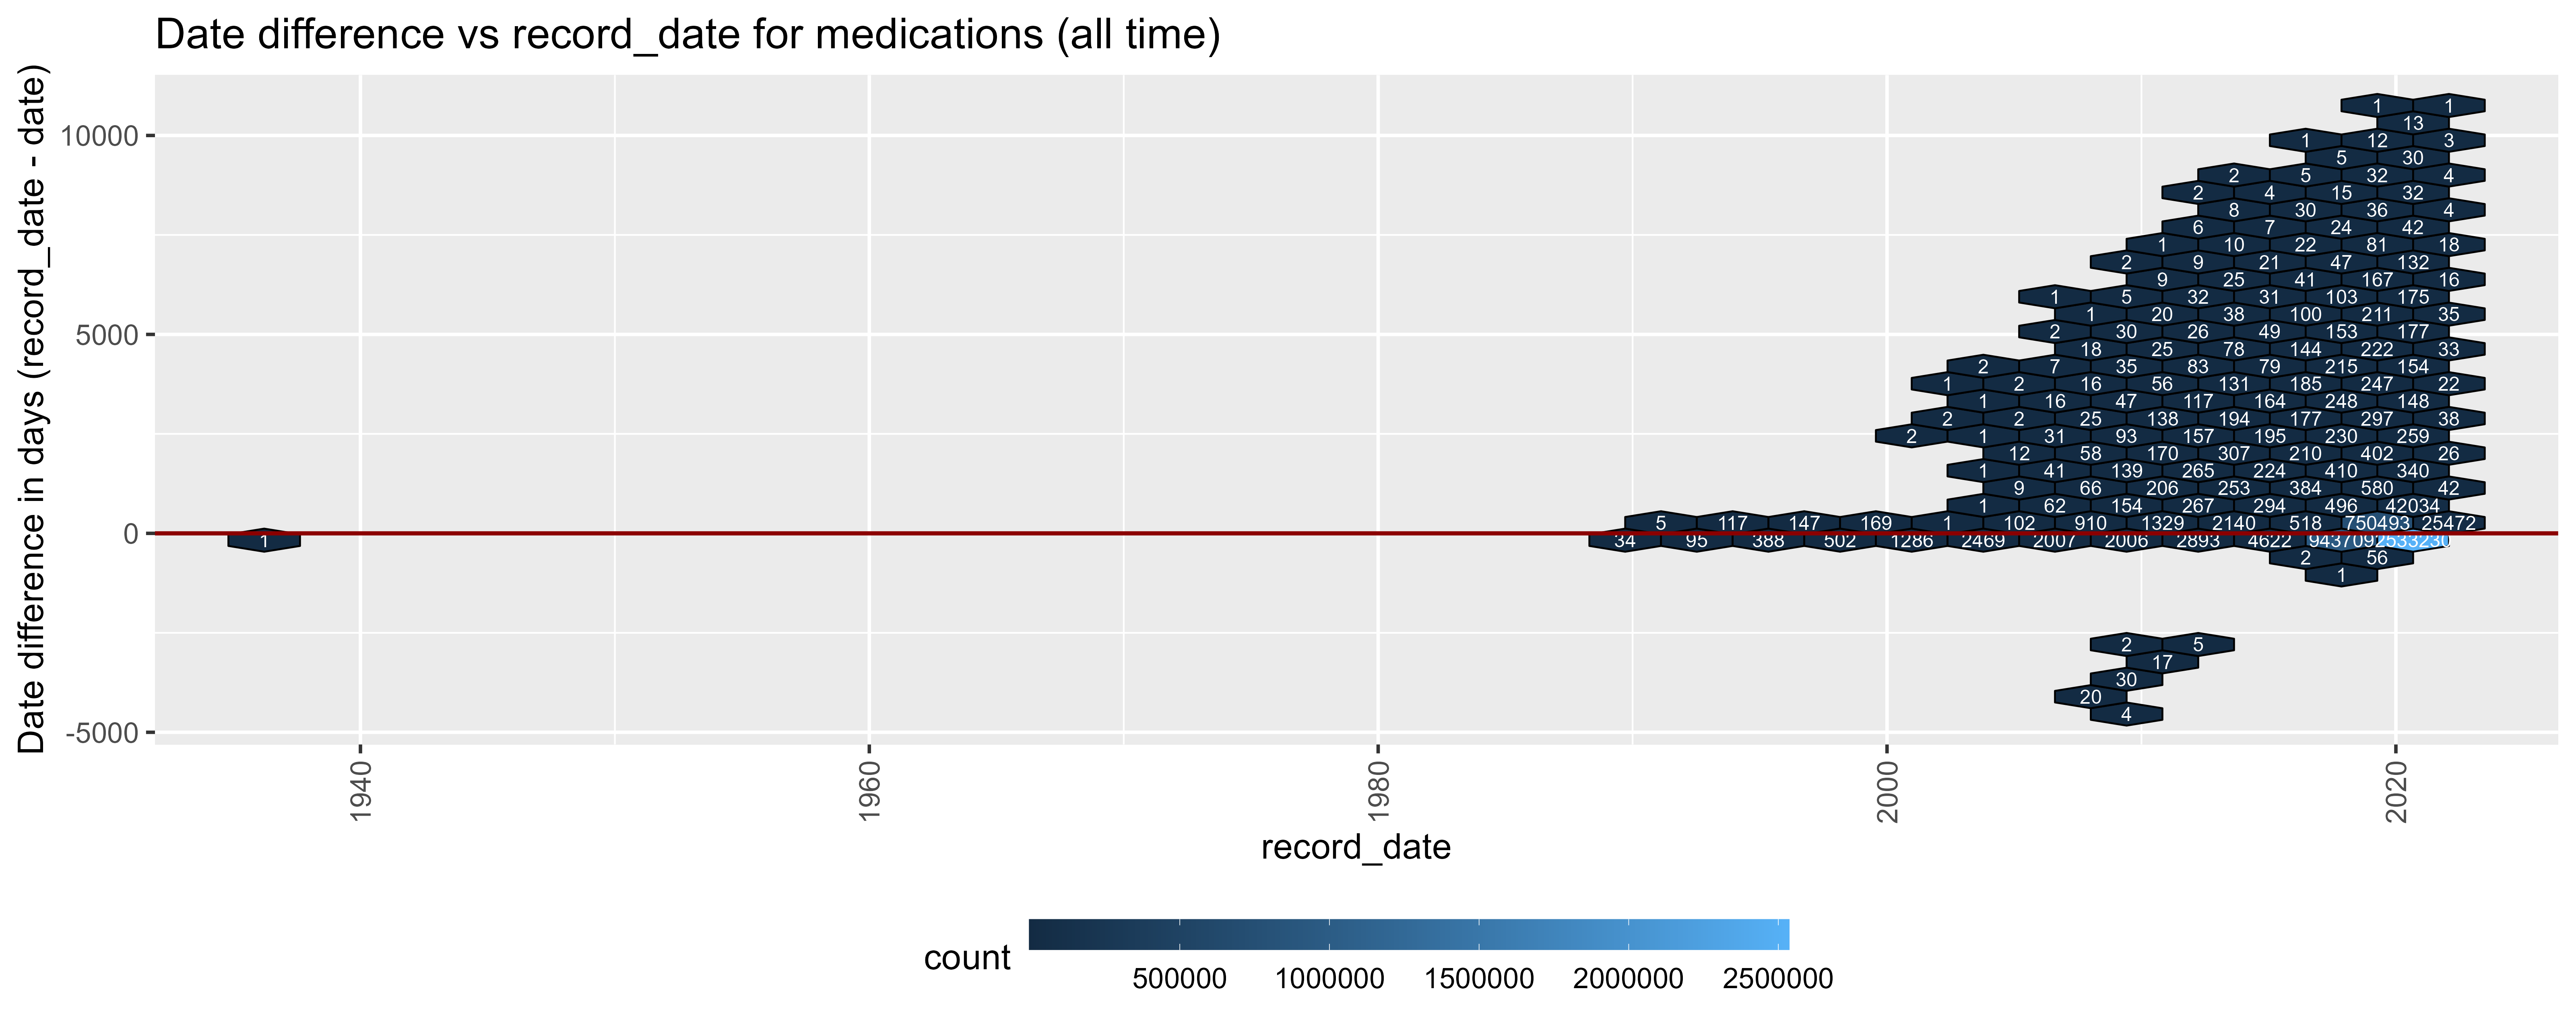 Date difference vs record_date for medications (all time)
Date difference in days (record_date - date)
10000
5000
0
-5000
1 1
13
1 12 3
5 30
2 5 32 4
2 4 15 32
8 30 36 4
6 7 24 42
1 10 22 81 18
2 9 21 47 132
9 25 41 167 16
1 5 32 31 103 175
1 20 38 100 211 35
2 30 26 49 153 177
18 25 78 144 222 33
2 7 35 83 79 215 154
1 2 16 56 131 185 247 22
1 16 47 117 164 248 148
2 2 25 138 194 177 297 38
2 1 31 93 157 195 230 259
12 58 170 307 210 402 26
1 41 139 265 224 410 340
9 66 206 253 384 580 42
1 62 154 267 294 496 42034
5 117 147 169 1 102 910 1329 2140 518 750493 25472
1 34 95 388 502 1286 2469 2007 2006 2893 4622 943709 2533230
2 56
1
2 5
17
30
20
4
1940 1960 1980 2000 2020
record_date
count
500000 1000000 1500000 2000000 2500000